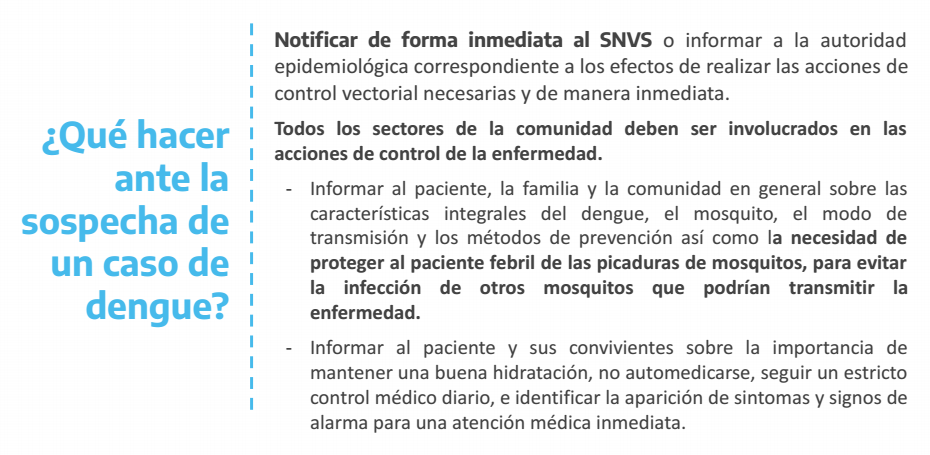 ¿Qué hacer
ante la
sospecha de
un caso de
dengue?
Notificar de forma inmediata al SNVS o informar a la autoridad
epidemiológica correspondiente a los efectos de realizar las acciones de
control vectorial necesarias y de manera inmediata.
Todos los sectores de la comunidad deben ser involucrados en las
acciones de control de la enfermedad.
- Informar al paciente, la familia y la comunidad en general sobre las
características integrales del dengue, el mosquito, el modo de
transmisión y los métodos de prevención así como la necesidad de
proteger al paciente febril de las picaduras de mosquitos, para evitar
la infección de otros mosquitos que podrían transmitir la
enfermedad.
- Informar al paciente y sus convivientes sobre la importancia de
mantener una buena hidratación, no automedicarse, seguir un estricto
control médico diario, e identificar la aparición de sintomas y signos de
alarma para una atención médica inmediata.